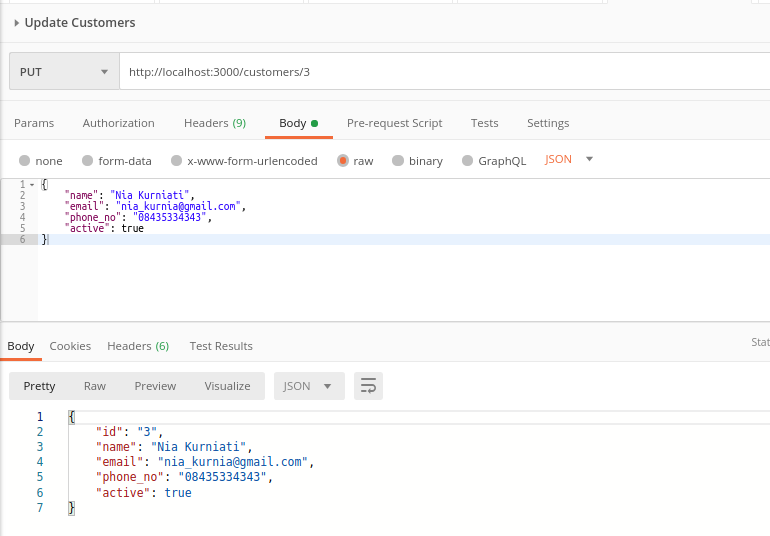 Update Customers
PUT http://localhost:3000/customers/3
Params Authorization Headers (9) Body Pre-request Script Tests Settings
none form-data x-www-form-urlencoded raw binary GraphQL JSON
1 {
2 "name": "Nia Kurniati",
3 "email": "nia_kurnia@gmail.com",
4 "phone_no": "08435334343",
5 "active": true
6 }
Body Cookies Headers (6) Test Results Stat
Pretty Raw Preview Visualize JSON
1 {
2 "id": "3",
3 "name": "Nia Kurniati",
4 "email": "nia_kurnia@gmail.com",
5 "phone_no": "08435334343",
6 "active": true
7 }